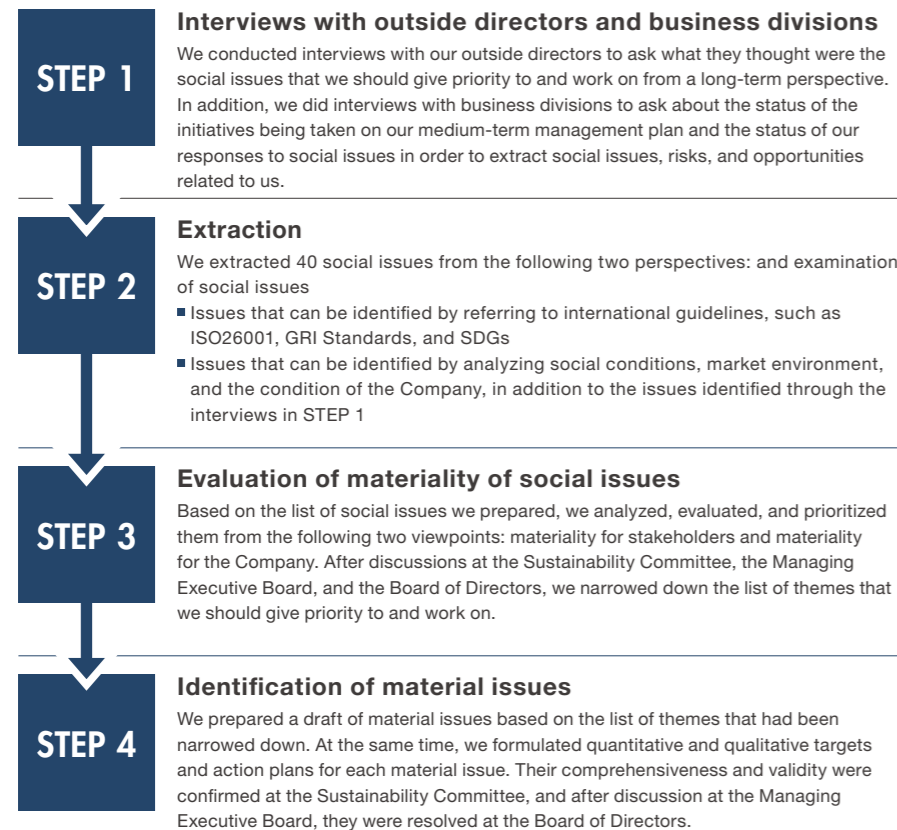 STEP 1
Interviews with outside directors and business divisions
We conducted interviews with our outside directors to ask what they thought were the
social issues that we should give priority to and work on from a long-term perspective.
In addition, we did interviews with business divisions to ask about the status of the
initiatives being taken on our medium-term management plan and the status of our
responses to social issues in order to extract social issues, risks, and opportunities
related to us.
STEP 2
Extraction
We extracted 40 social issues from the following two perspectives: and examination
of social issues
■ Issues that can be identified by referring to international guidelines, such as
ISO26001, GRI Standards, and SDGs
■ Issues that can be identified by analyzing social conditions, market environment,
and the condition of the Company, in addition to the issues identified through the
interviews in STEP 1
STEP 3
Evaluation of materiality of social issues
Based on the list of social issues we prepared, we analyzed, evaluated, and prioritized
them from the following two viewpoints: materiality for stakeholders and materiality
for the Company. After discussions at the Sustainability Committee, the Managing
Executive Board, and the Board of Directors, we narrowed down the list of themes that
we should give priority to and work on.
STEP 4
Identification of material issues
We prepared a draft of material issues based on the list of themes that had been
narrowed down. At the same time, we formulated quantitative and qualitative targets
and action plans for each material issue. Their comprehensiveness and validity were
confirmed at the Sustainability Committee, and after discussion at the Managing
Executive Board, they were resolved at the Board of Directors.